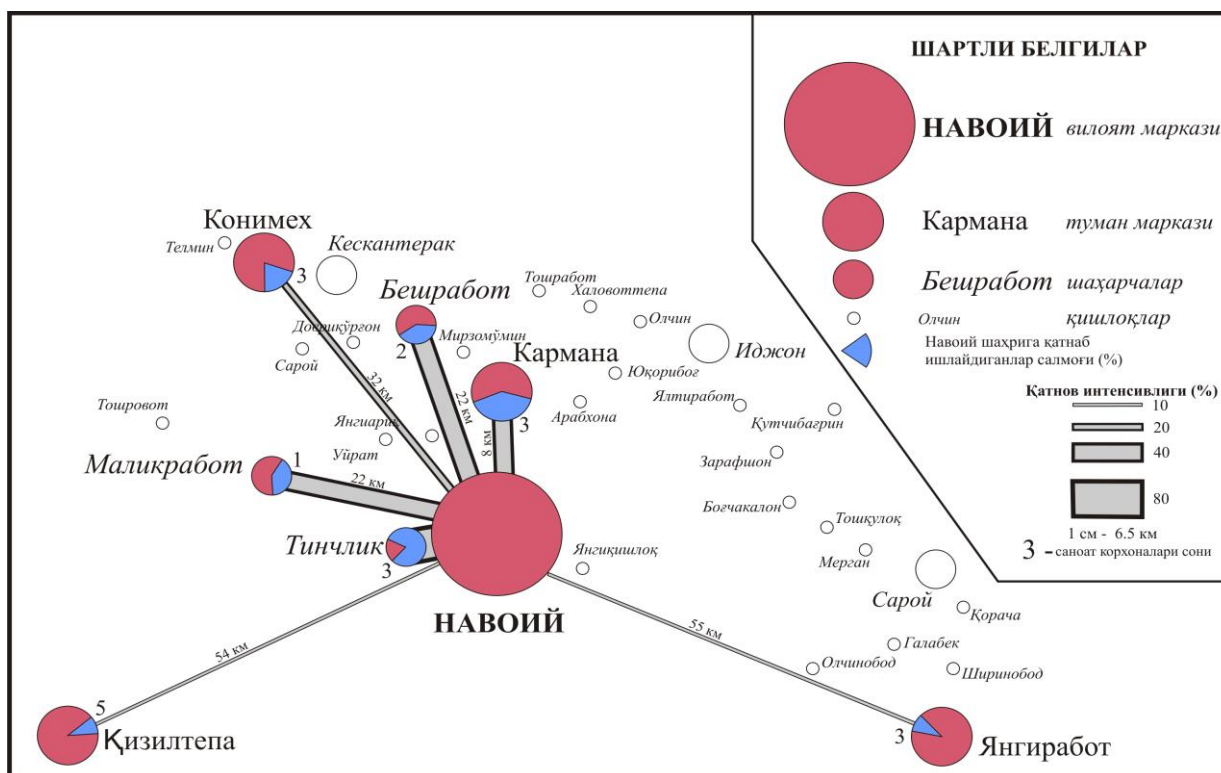 ШАРТЛИ БЕЛГИЛАР
НАВОИЙ вилоят маркази
Кармана туман маркази
Бешработ шаҳарчалар
Олчин қишлоқлар
Навоий шаҳрига қатнаб
ишлайдиганлар салмоғи (%)
Қатнов интенсивлиги (%)
10
20
40
80
1 см - 6.5 км
3 - саноат корхоналари сони
Конимех
Телмин
3
Кескантерак
Бешработ
2
Тошработ
Халовоттепа
Олчин
Добриқўрғон
Сарой
Мирзомўмин
Кармана
3
Иджон
Юқорибоғ
32 км
22 км
8 км
Тошровот
Янгиариқ
Уйрат
Арабхона
Ялтиработ
Қутчибағрин
Маликработ
1
22 км
Зарафшон
Боғчакалон
Тошқулоқ
Мерган
Тинчлик
3
Янгиқишлоқ
НАВОИЙ
Сарой
Қорача
Галабек
Олчинобод
Ширинобод
54 км
55 км
5
Қизилтепа
3
Янгиработ